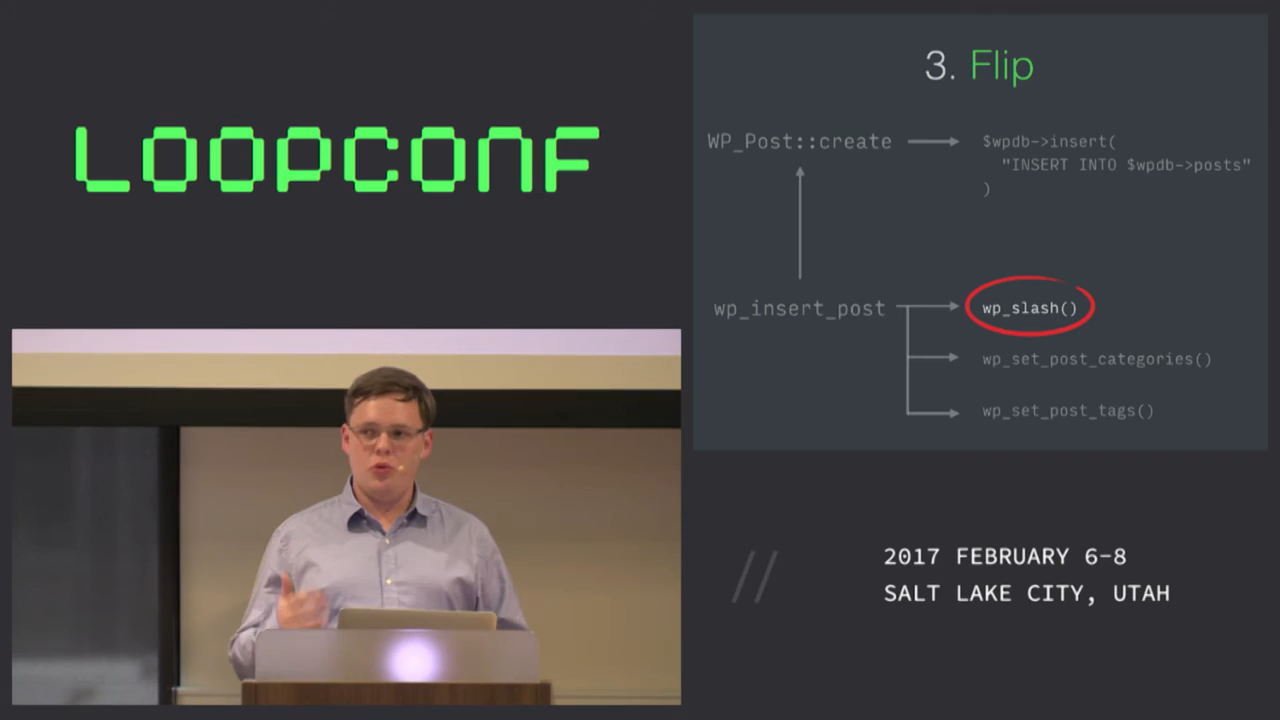 LOOPCONF
3. Flip
WP_Post::create
$wpdb->insert(
"INSERT INTO $wpdb->posts"
)
wp_insert_post
wp_slash()
wp_set_post_categories()
wp_set_post_tags()
// 2017 FEBRUARY 6-8
SALT LAKE CITY, UTAH